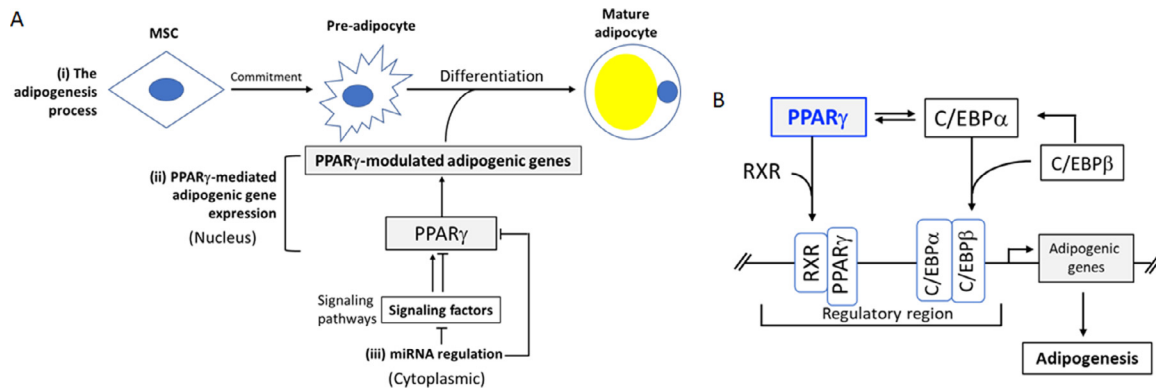 A
MSC
Pre-adipocyte
Mature
adipocyte
(i) The
adipogenesis
process
Commitment
Differentiation
PPARγ-modulated adipogenic genes
(ii) PPARγ-mediated
adipogenic gene
expression
(Nucleus)
PPARγ
Signaling
pathways
Signaling factors
(iii) miRNA regulation
(Cytoplasmic)
B
PPARγ
C/EBPα
C/EBPβ
RXR
RXR
PPARγ
C/EBPα
C/EBPβ
Adipogenic
genes
Regulatory region
Adipogenesis